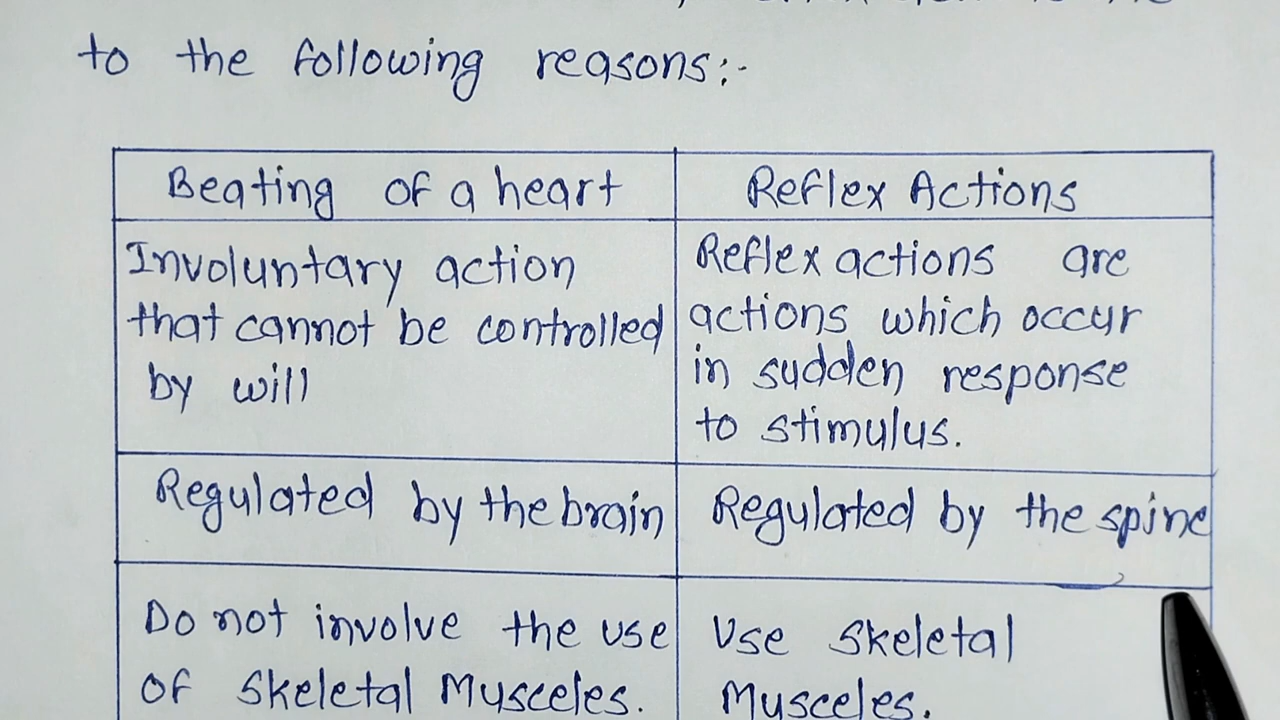 to the following reasons:-
Beating of a heart
Reflex Actions
Involuntary action
that cannot be controlled
by will
Reflex actions are
actions which occur
in sudden response
to stimulus.
Regulated by the brain
Regulated by the spine
Do not involve the use
of skeletal Musceles.
Use skeletal
Musceles.